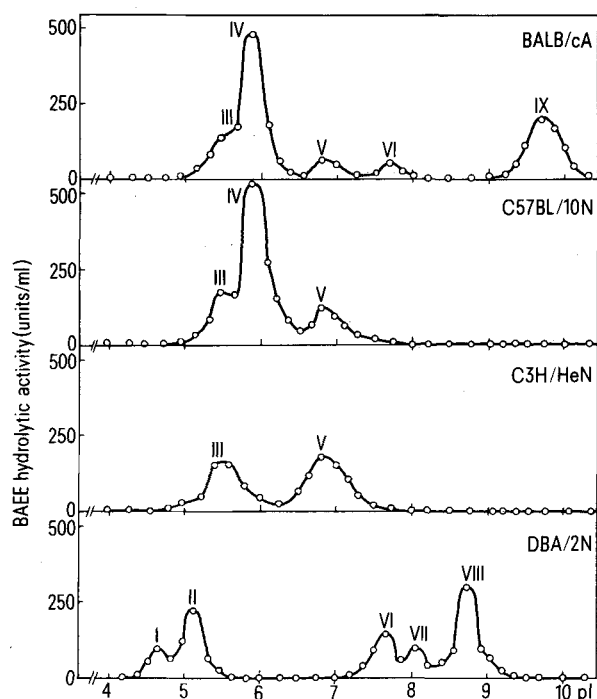 500
250
0
III
IV
V
VI
IX
BALB/cA
500
250
0
III
IV
V
C57BL/10N
500
250
0
III
V
C3H/HeN
500
250
0
I
II
VI
VII
VIII
DBA/2N
4 5 6 7 8 9 10 pI
BAEE hydrolytic activity (units/ml)